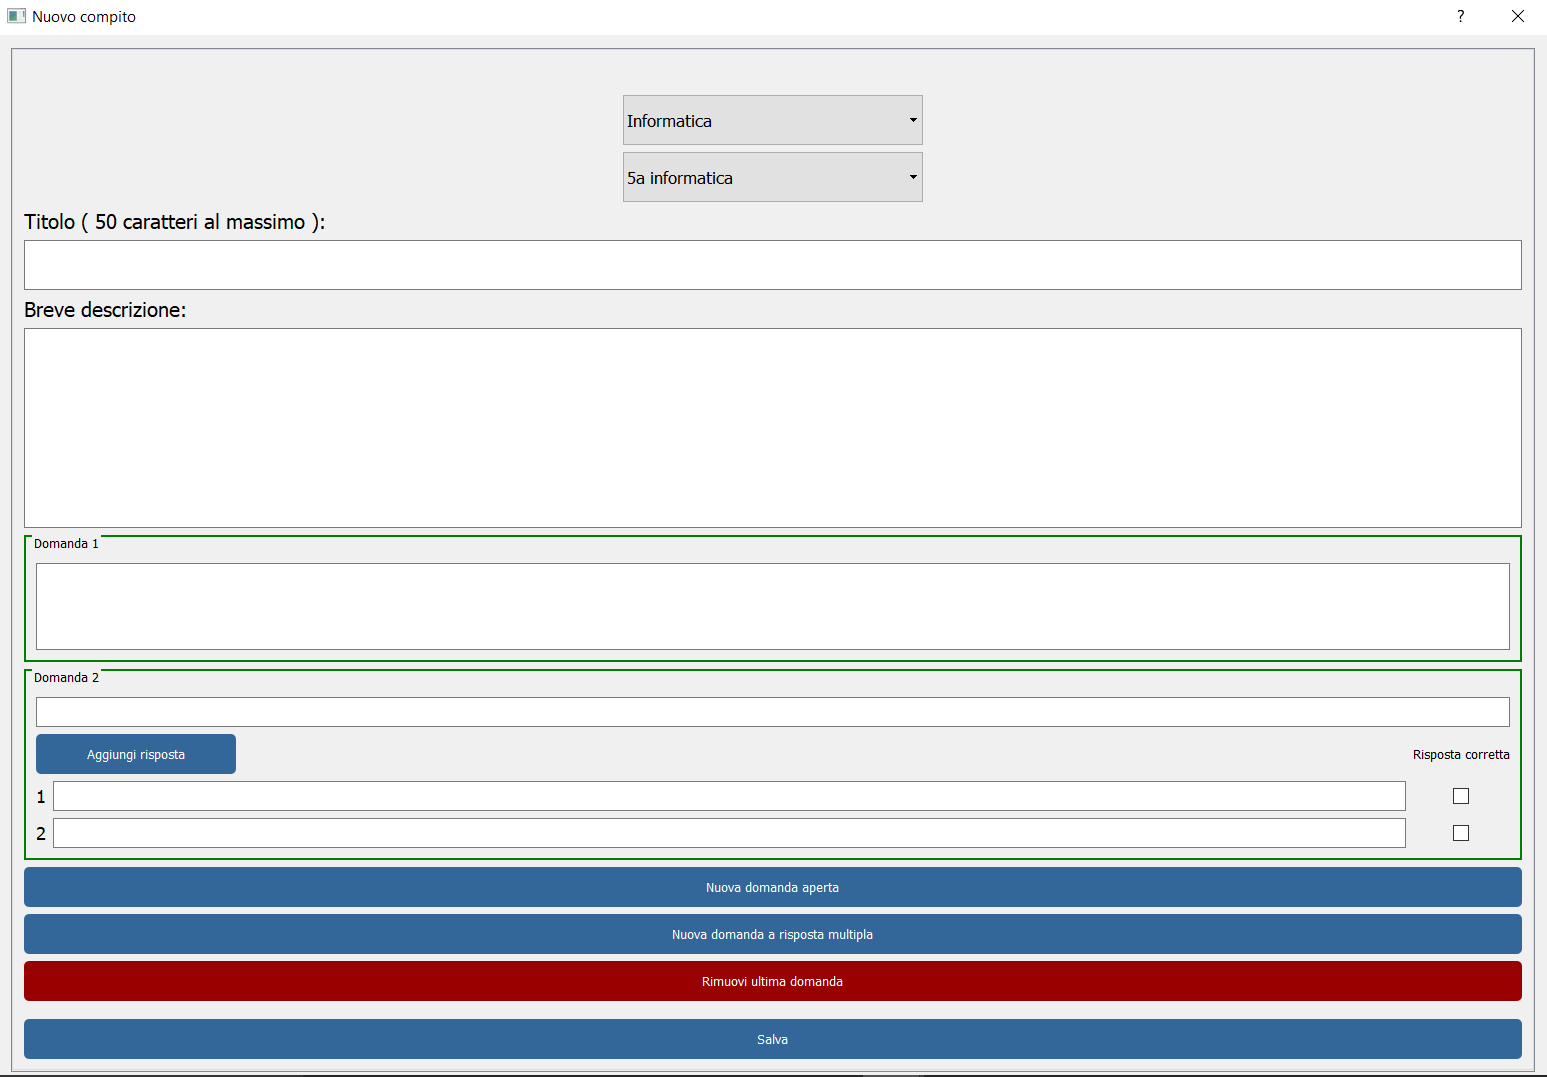 Nuovo compito ?
Informatica
5a informatica
Titolo ( 50 caratteri al massimo ):
Breve descrizione:
Domanda 1
Domanda 2
Aggiungi risposta Risposta corretta
1
2
Nuova domanda aperta
Nuova domanda a risposta multipla
Rimuovi ultima domanda
Salva